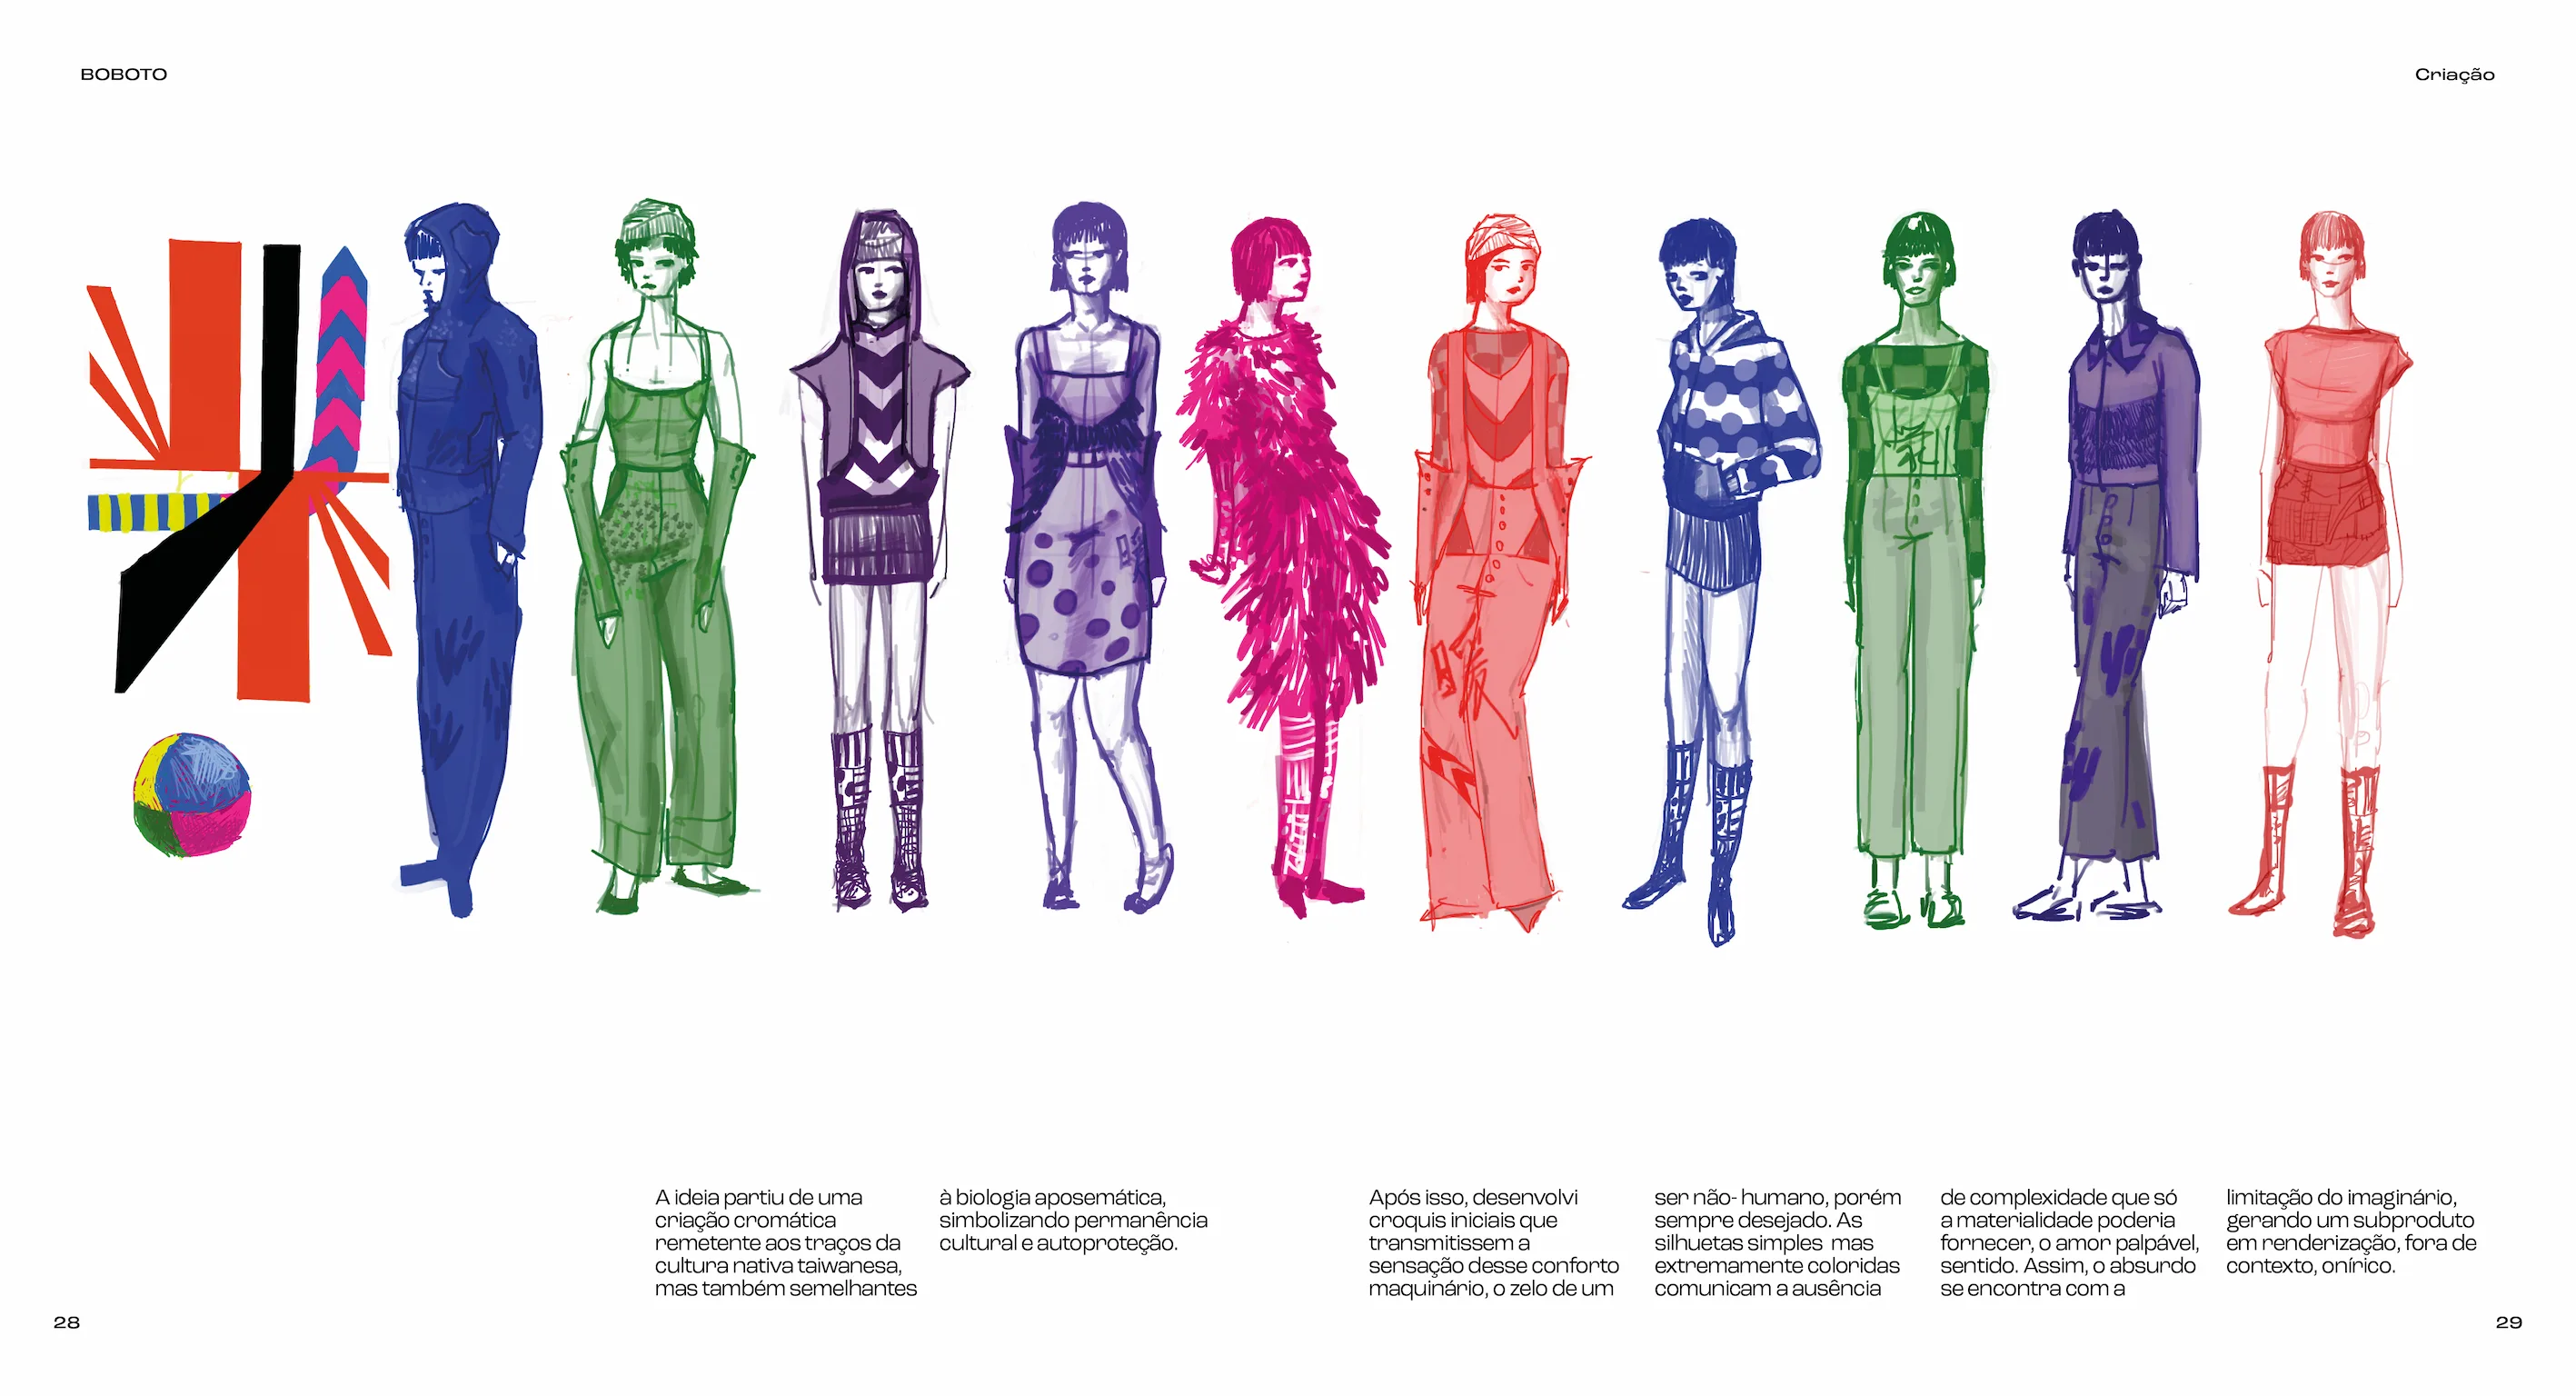 BOBOTO
Criação
A ideia partiu de uma
criação cromática
remetente aos traços da
cultura nativa taiwanesa,
mas também semelhantes
à biologia aposemática,
simbolizando permanência
cultural e autoproteção.
Após isso, desenvolvi
croquis iniciais que
transmitissem a
sensação desse conforto
maquinário, o zelo de um
ser não- humano, porém
sempre desejado. As
silhuetas simples mas
extremamente coloridas
comunicam a ausência
de complexidade que só
a materialidade poderia
fornecer, o amor palpável,
sentido. Assim, o absurdo
se encontra com a
limitação do imaginário,
gerando um subproduto
em renderização, fora de
contexto, onírico.
28
29